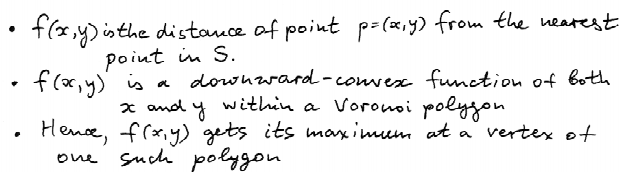 • f(x,y) is the distance of point p=(x,y) from the nearest
point in S.
• f(x,y) is a downward-convex function of both
x and y within a Voronoi polygon
• Hence, f(x,y) gets its maximum at a vertex of
one such polygon